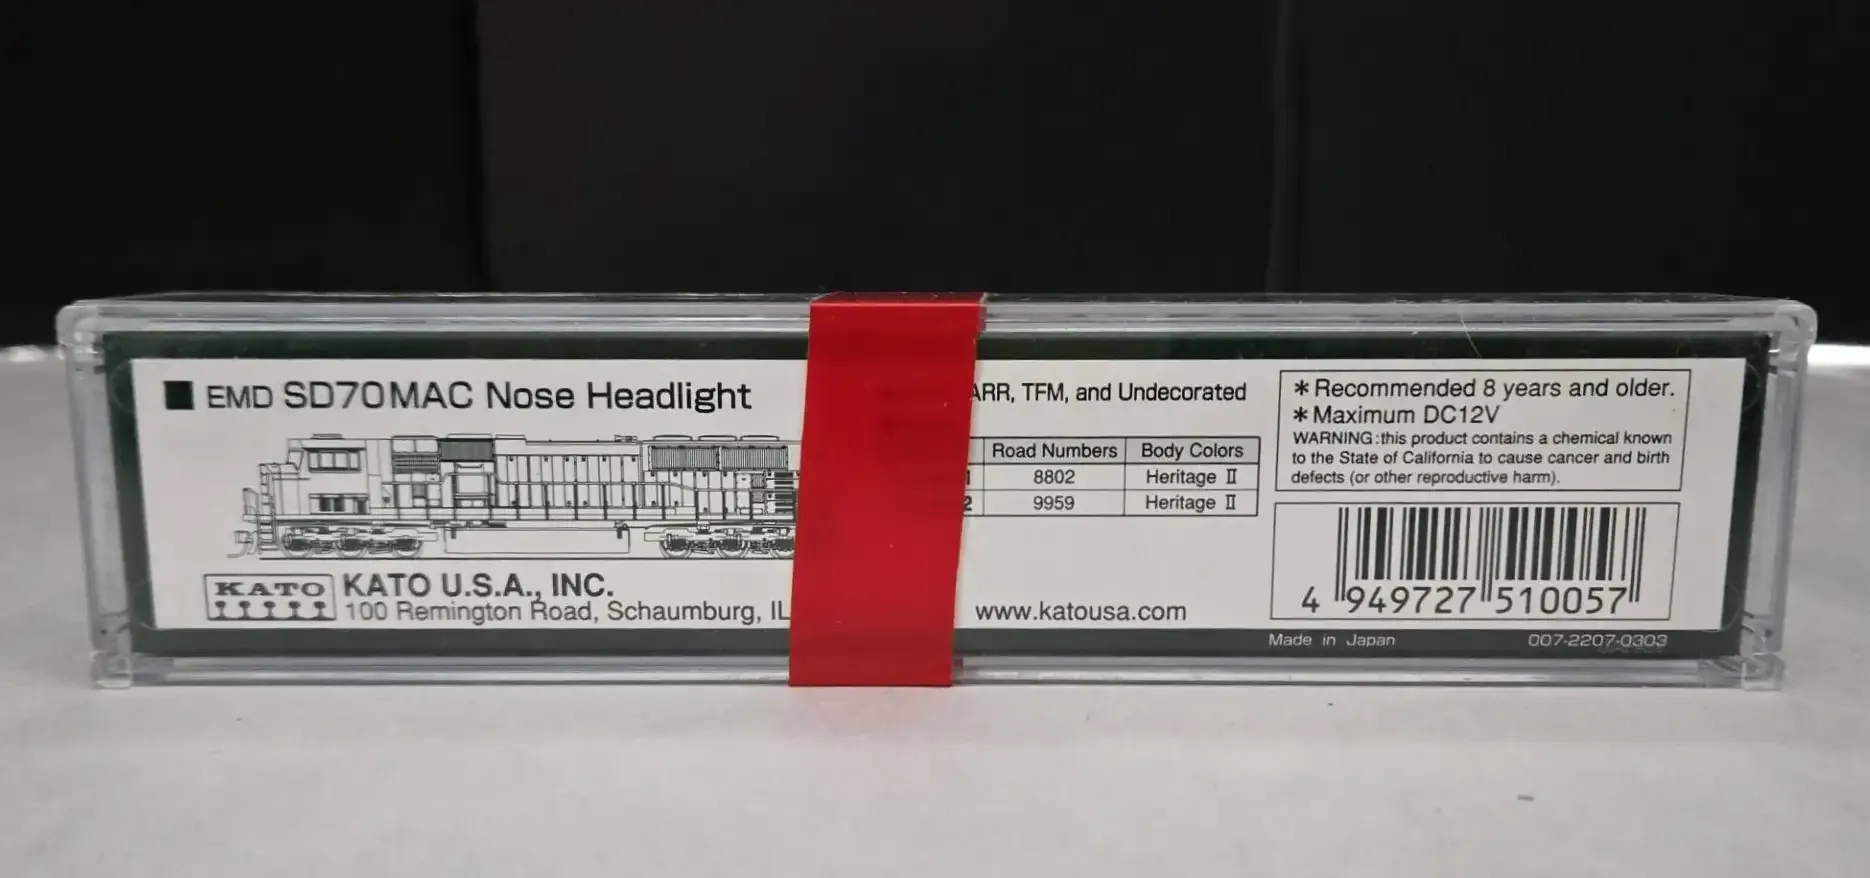 ■ EMD SD70MAC Nose Headlight
ARR, TFM, and Undecorated
Road Numbers Body Colors
1 8802 Heritage II
2 9959 Heritage II
KATO
KATO U.S.A., INC.
100 Remington Road, Schaumburg, IL
www.katousa.com
* Recommended 8 years and older.
* Maximum DC12V
WARNING:this product contains a chemical known
to the State of California to cause cancer and birth
defects (or other reproductive harm).
4 949727 510057
Made in Japan
007-2207-0303